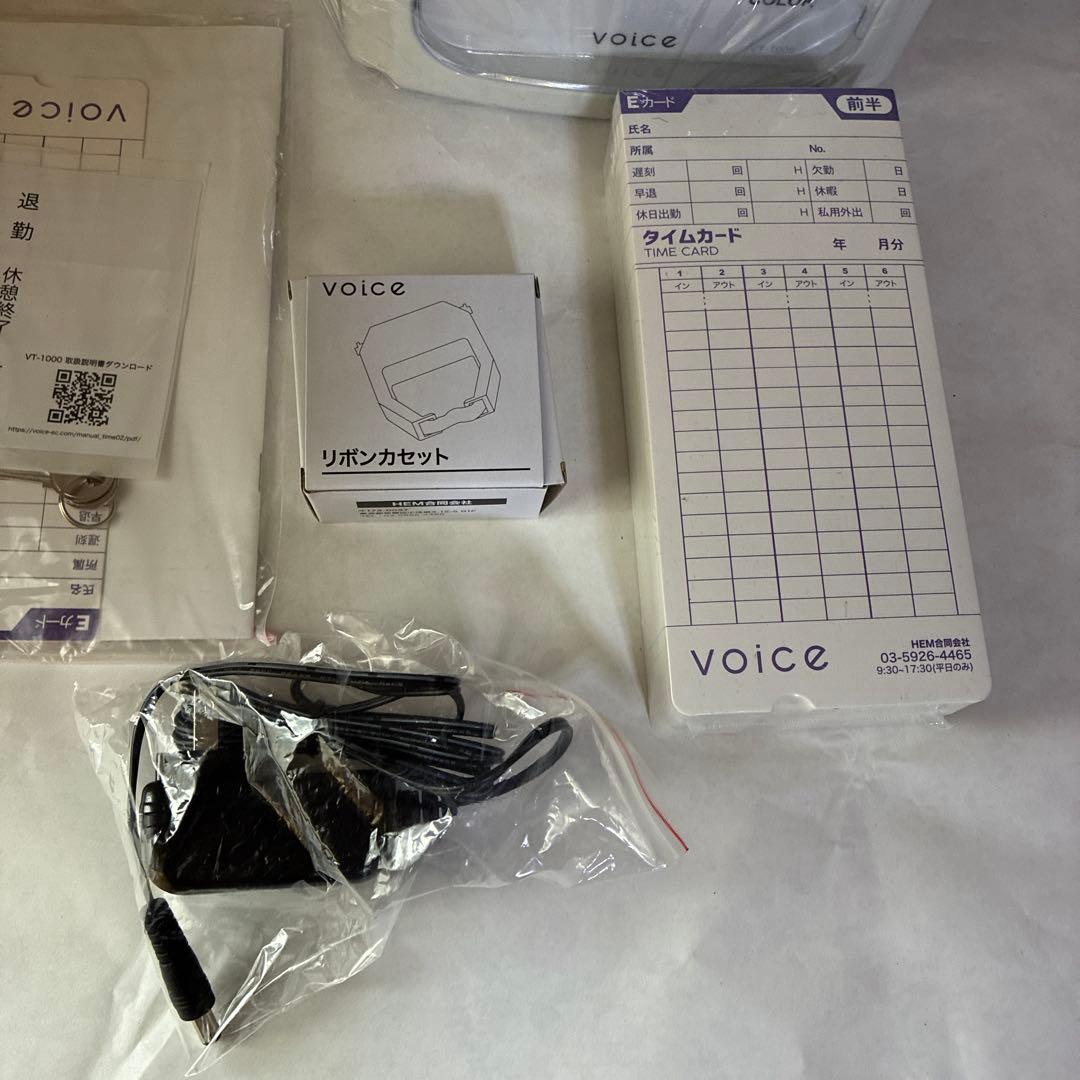 COLOR
voice
voice
退勤
休憩終了
VT-1000 取扱説明書ダウンロード
https://voice-sc.com/manual_time02/pdf/
早退
遅刻
所属
氏名
Eカード
voice
リボンカセット
HEM合同会社
Eカード 前半
氏名
所属 No.
遅刻 回 H 欠勤 日
早退 回 H 休暇 日
休日出勤 回 H 私用外出 回
タイムカード 年 月分
TIME CARD
1 2 3 4 5 6
イン アウト イン アウト イン アウト
voice
HEM合同会社
03-5926-4465
9:30~17:30(平日のみ)